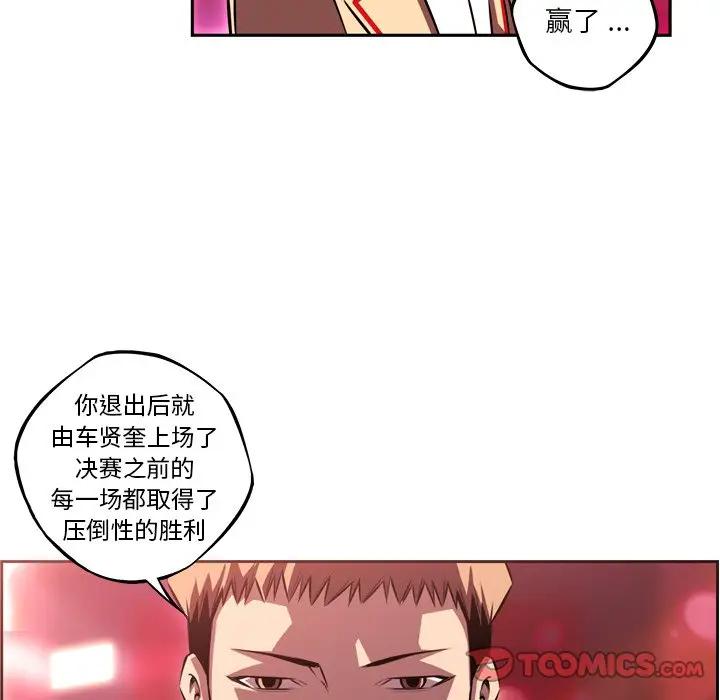 赢了 ...
你退出后就
由车贤奎上场了
决赛之前的
每一场都取得了
压倒性的胜利
TOOMICS.COM